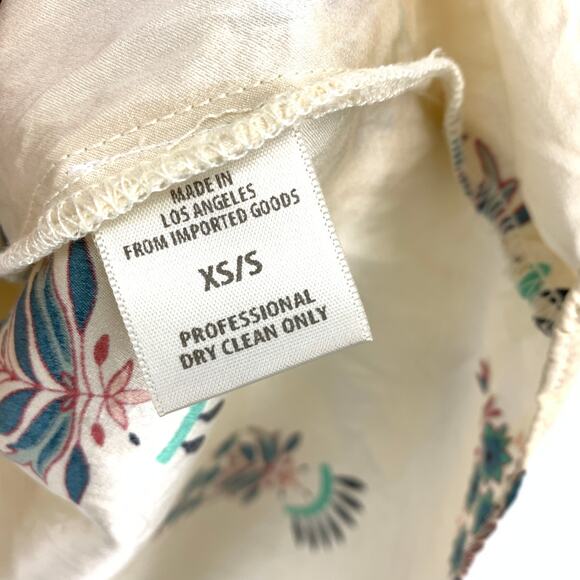 MADE IN
LOS ANGELES
FROM IMPORTED GOODS
XS/S
PROFESSIONAL
DRY CLEAN ONLY